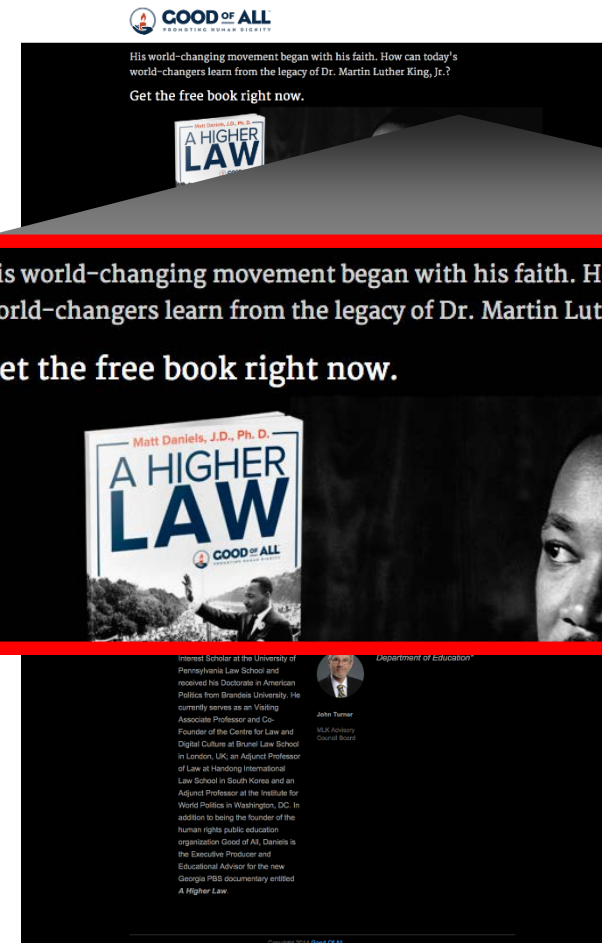 GOOD OF ALL
PROMOTING HUMAN DIGNITY
His world-changing movement began with his faith. How can today's
world-changers learn from the legacy of Dr. Martin Luther King, Jr.?
Get the free book right now.
Matt Daniels, J.D., Ph. D.
A HIGHER
LAW
is world-changing movement began with his faith. H
orld-changers learn from the legacy of Dr. Martin Lut
et the free book right now.
Matt Daniels, J.D., Ph. D.
A HIGHER
LAW
GOOD OF ALL
PROMOTING HUMAN DIGNITY
Interest Scholar at the University of
Pennsylvania Law School and
received his Doctorate in American
Politics from Brandeis University. He
currently serves as an Visiting
Associate Professor and Co-
Founder of the Centre for Law and
Digital Culture at Brunel Law School
in London, UK; an Adjunct Professor
of Law at Handong International
Law School in South Korea and an
Adjunct Professor at the Institute for
World Politics in Washington, DC. In
addition to being the founder of the
human rights public education
organization Good of All, Daniels is
the Executive Producer and
Educational Advisor for the new
Georgia PBS documentary entitled
A Higher Law.
Department of Education"
John Turner
MLK Advisory
Council Board
Good Of All